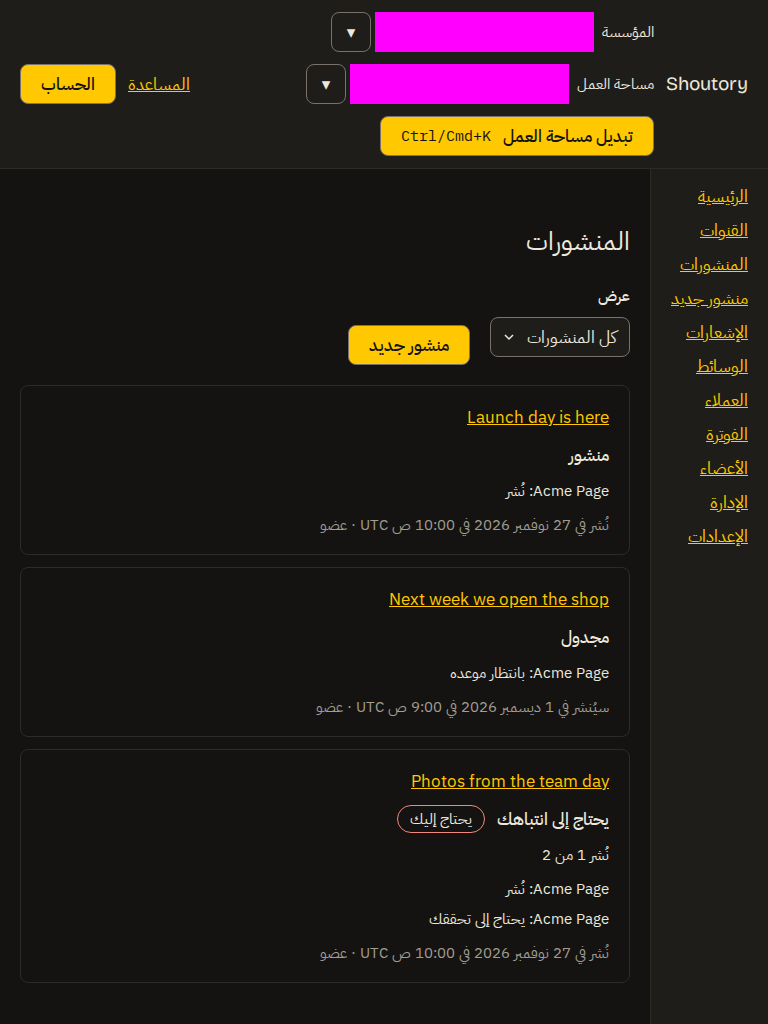 المؤسسة ▼
Shoutory
مساحة العمل ▼
المساعدة
الحساب
تبديل مساحة العمل Ctrl/Cmd+K
الرئيسية
القنوات
المنشورات
منشور جديد
الإشعارات
الوسائط
العملاء
الفوترة
الأعضاء
الإدارة
الإعدادات
المنشورات
عرض
كل المنشورات
منشور جديد
Launch day is here
منشور
Acme Page: نُشر
نُشر في 27 نوفمبر 2026 في 10:00 ص UTC · عضو
Next week we open the shop
مجدول
Acme Page: بانتظار موعده
سيُنشر في 1 ديسمبر 2026 في 9:00 ص UTC · عضو
Photos from the team day
يحتاج إلى انتباهك يحتاج إليك
نُشر 1 من 2
Acme Page: نُشر
Acme Page: يحتاج إلى تحققك
نُشر في 27 نوفمبر 2026 في 10:00 ص UTC · عضو